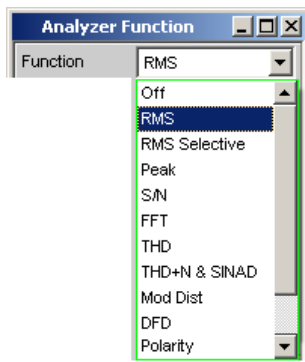 Analyzer Function
Function RMS
Off
RMS
RMS Selective
Peak
S/N
FFT
THD
THD+N & SINAD
Mod Dist
DFD
Polarity